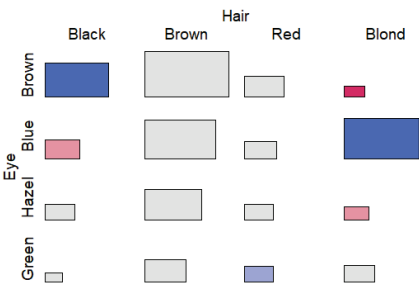 Hair
Black Brown Red Blond
Eye
Brown
Blue
Hazel
Green